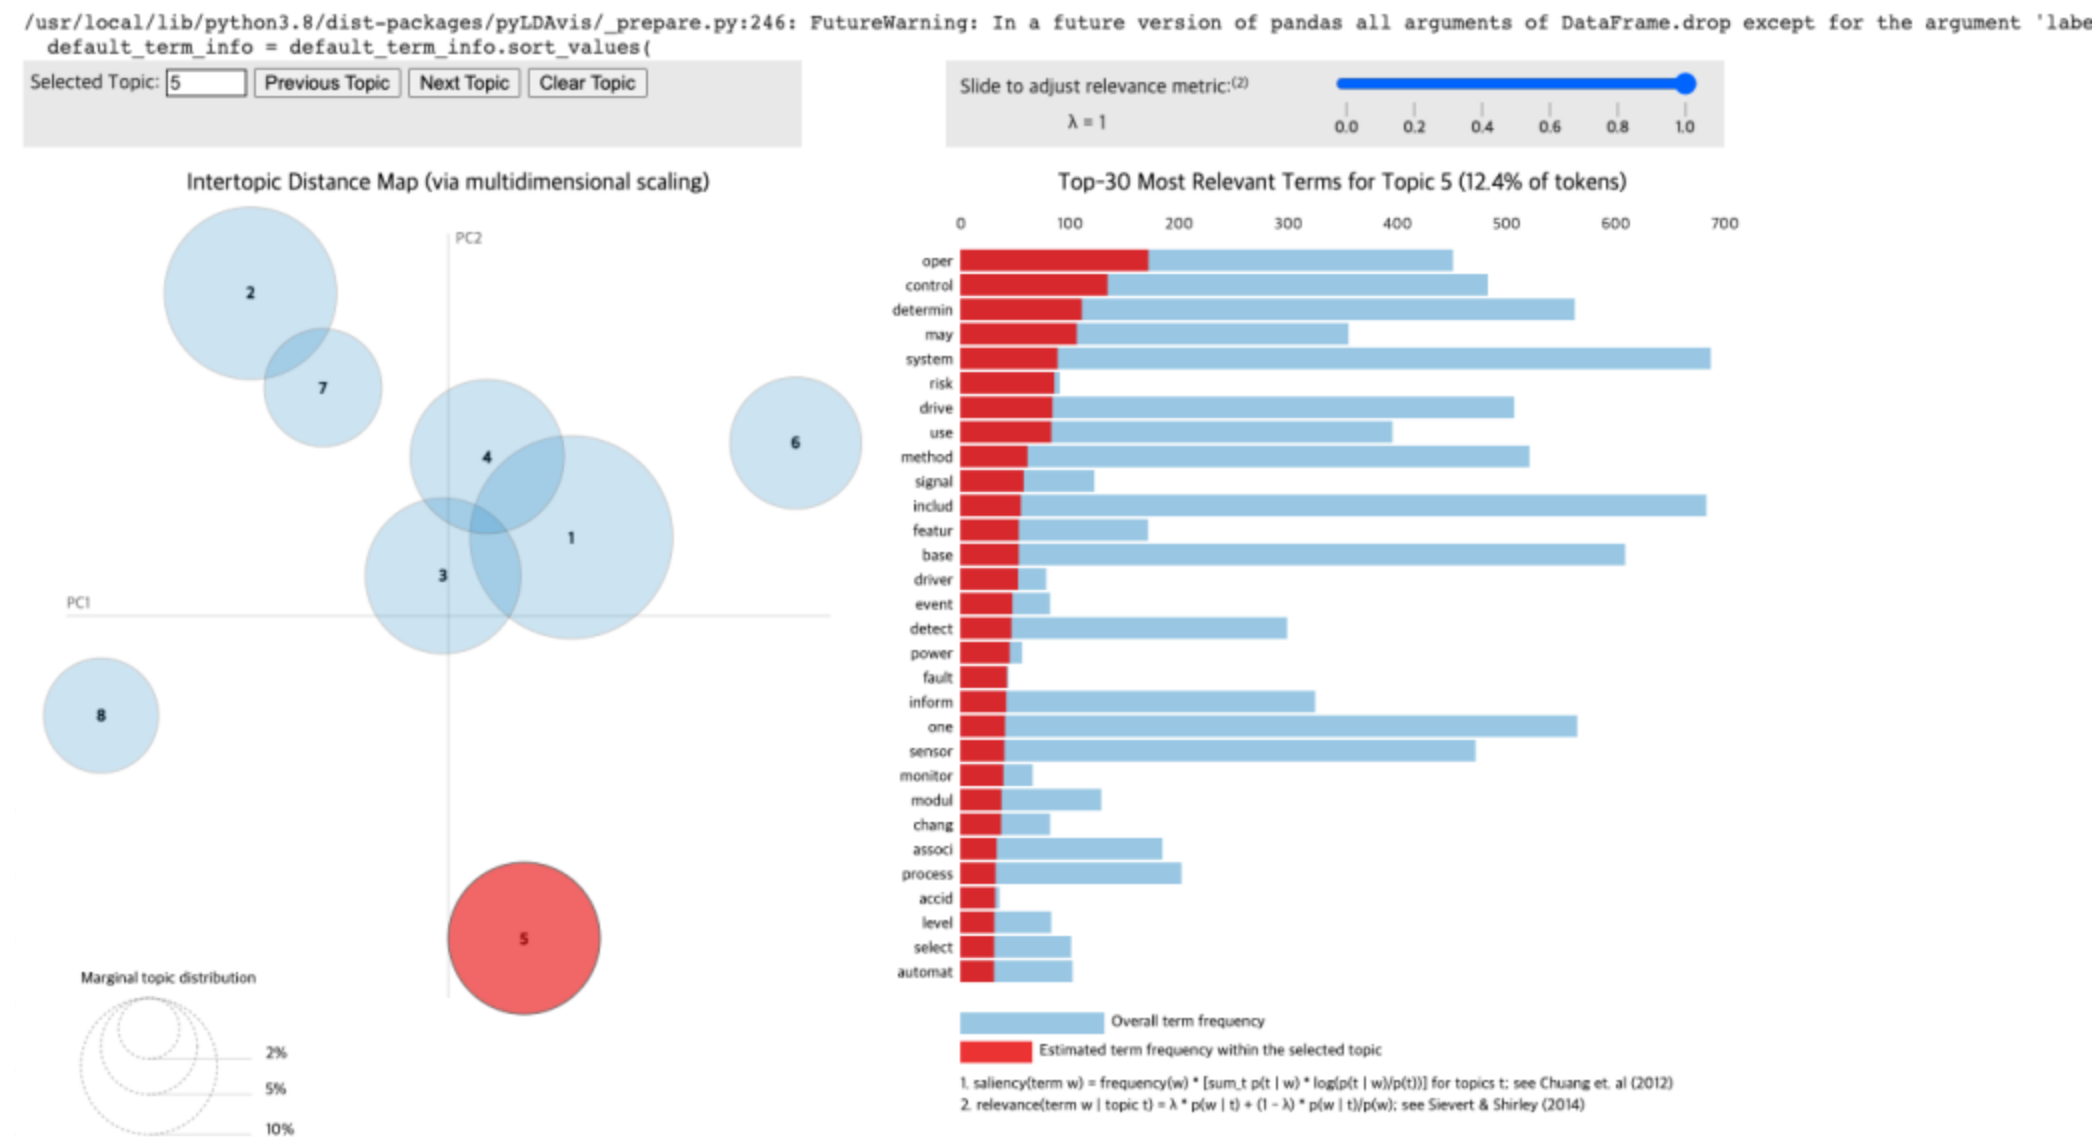 /usr/local/lib/python3.8/dist-packages/pyLDAvis/_prepare.py:246: FutureWarning: In a future version of pandas all arguments of DataFrame.drop except for the argument 'labe
default_term_info = default_term_info.sort_values(
Selected Topic: 5 Previous Topic Next Topic Clear Topic
Slide to adjust relevance metric:(2)
λ = 1
0.0 0.2 0.4 0.6 0.8 1.0
Intertopic Distance Map (via multidimensional scaling)
PC2
2
7
4
6
1
3
PC1
8
5
Marginal topic distribution
2%
5%
10%
Top-30 Most Relevant Terms for Topic 5 (12.4% of tokens)
0 100 200 300 400 500 600 700
oper
control
determin
may
system
risk
drive
use
method
signal
includ
featur
base
driver
event
detect
power
fault
inform
one
sensor
monitor
modul
chang
associ
process
accid
level
select
automat
Overall term frequency
Estimated term frequency within the selected topic
1. saliency(term w) = frequency(w) * [sum_t p(t | w) * log(p(t | w)/p(t))] for topics t; see Chuang et. al (2012)
2. relevance(term w | topic t) = λ * p(w | t) + (1 - λ) * p(w | t)/p(w); see Sievert & Shirley (2014)